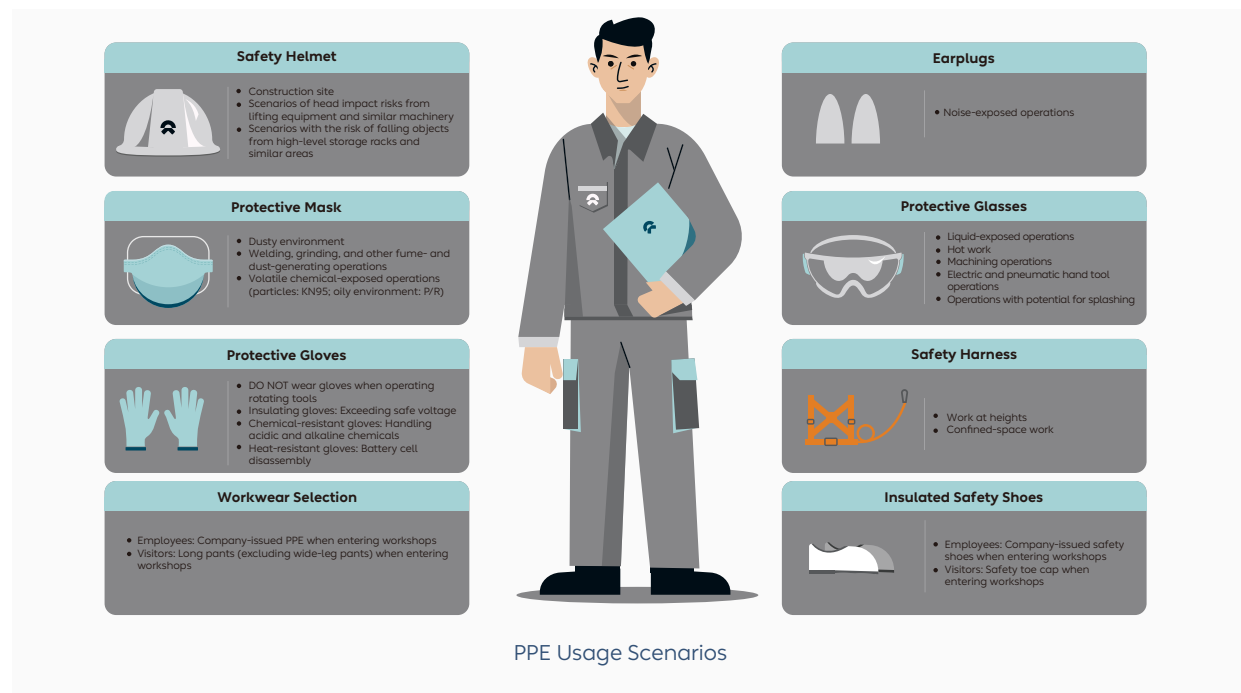 Safety Helmet
Construction site
Scenarios of head impact risks from
lifting equipment and similar machinery
Scenarios with the risk of falling objects
from high-level storage racks and
similar areas
Protective Mask
Dusty environment
Welding, grinding, and other fume- and
dust-generating operations
Volatile chemical-exposed operations
(particles: KN95; oily environment: P/R)
Protective Gloves
DO NOT wear gloves when operating
rotating tools
Insulating gloves: Exceeding safe voltage
Chemical-resistant gloves: Handling
acidic and alkaline chemicals
Heat-resistant gloves: Battery cell
disassembly
Workwear Selection
Employees: Company-issued PPE when entering workshops
Visitors: Long pants (excluding wide-leg pants) when entering
workshops
Earplugs
Noise-exposed operations
Protective Glasses
Liquid-exposed operations
Hot work
Machining operations
Electric and pneumatic hand tool
operations
Operations with potential for splashing
Safety Harness
Work at heights
Confined-space work
Insulated Safety Shoes
Employees: Company-issued safety
shoes when entering workshops
Visitors: Safety toe cap when
entering workshops
PPE Usage Scenarios